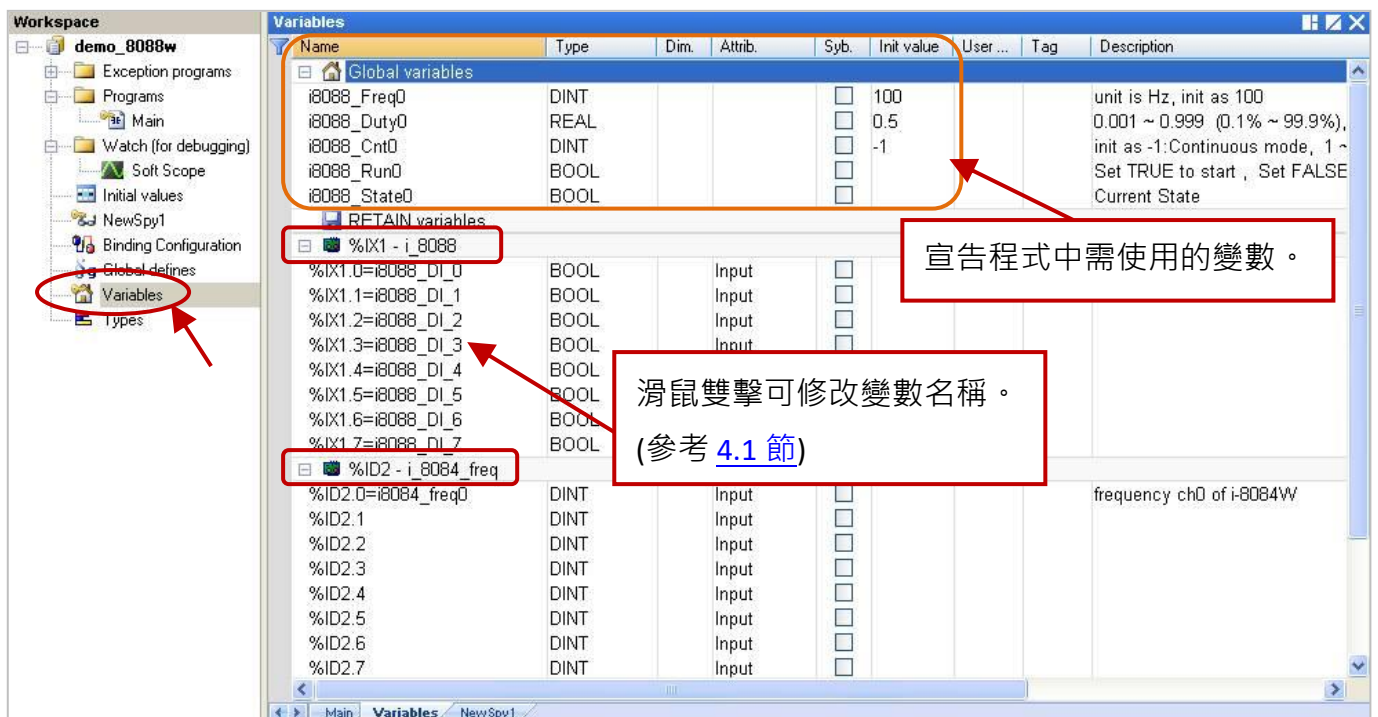 Workspace
demo_8088w
Exception programs
Programs
Main
Watch (for debugging)
Soft Scope
Initial values
NewSpy1
Binding Configuration
Global defines
Variables
Types
Variables
Name Type Dim. Attrib. Syb. Init value User ... Tag Description
Global variables
i8088_Freq0 DINT 100 unit is Hz, init as 100
i8088_Duty0 REAL 0.5 0.001 ~ 0.999 (0.1% ~ 99.9%),
i8088_Cnt0 DINT -1 init as -1:Continuous mode, 1 ~
i8088_Run0 BOOL Set TRUE to start , Set FALSE
i8088_State0 BOOL Current State
RETAIN variables
%IX1 - i_8088
%IX1.0=i8088_DI_0 BOOL Input
%IX1.1=i8088_DI_1 BOOL Input
%IX1.2=i8088_DI_2 BOOL Input
%IX1.3=i8088_DI_3 BOOL Input
%IX1.4=i8088_DI_4 BOOL
%IX1.5=i8088_DI_5 BOOL
%IX1.6=i8088_DI_6 BOOL
%IX1.7=i8088_DI_7 BOOL
%ID2 - i_8084_freq
%ID2.0=i8084_freq0 DINT Input frequency ch0 of i-8084W
%ID2.1 DINT Input
%ID2.2 DINT Input
%ID2.3 DINT Input
%ID2.4 DINT Input
%ID2.5 DINT Input
%ID2.6 DINT Input
%ID2.7 DINT Input
宣告程式中需使用的變數。
滑鼠雙擊可修改變數名稱。
(參考 4.1 節)
Main Variables NewSpy1